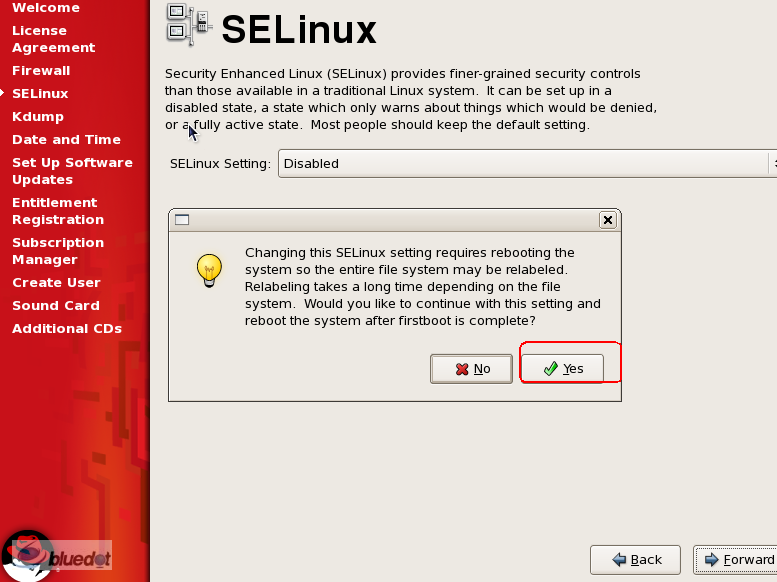 Welcome
License
Agreement
Firewall
SELinux
Kdump
Date and Time
Set Up Software
Updates
Entitlement
Registration
Subscription
Manager
Create User
Sound Card
Additional CDs
SELinux
Security Enhanced Linux (SELinux) provides finer-grained security controls
than those available in a traditional Linux system. It can be set up in a
disabled state, a state which only warns about things which would be denied,
or a fully active state. Most people should keep the default setting.
SELinux Setting: Disabled
Changing this SELinux setting requires rebooting the
system so the entire file system may be relabeled.
Relabeling takes a long time depending on the file
system. Would you like to continue with this setting and
reboot the system after firstboot is complete?
No Yes
Back Forward
bluedot